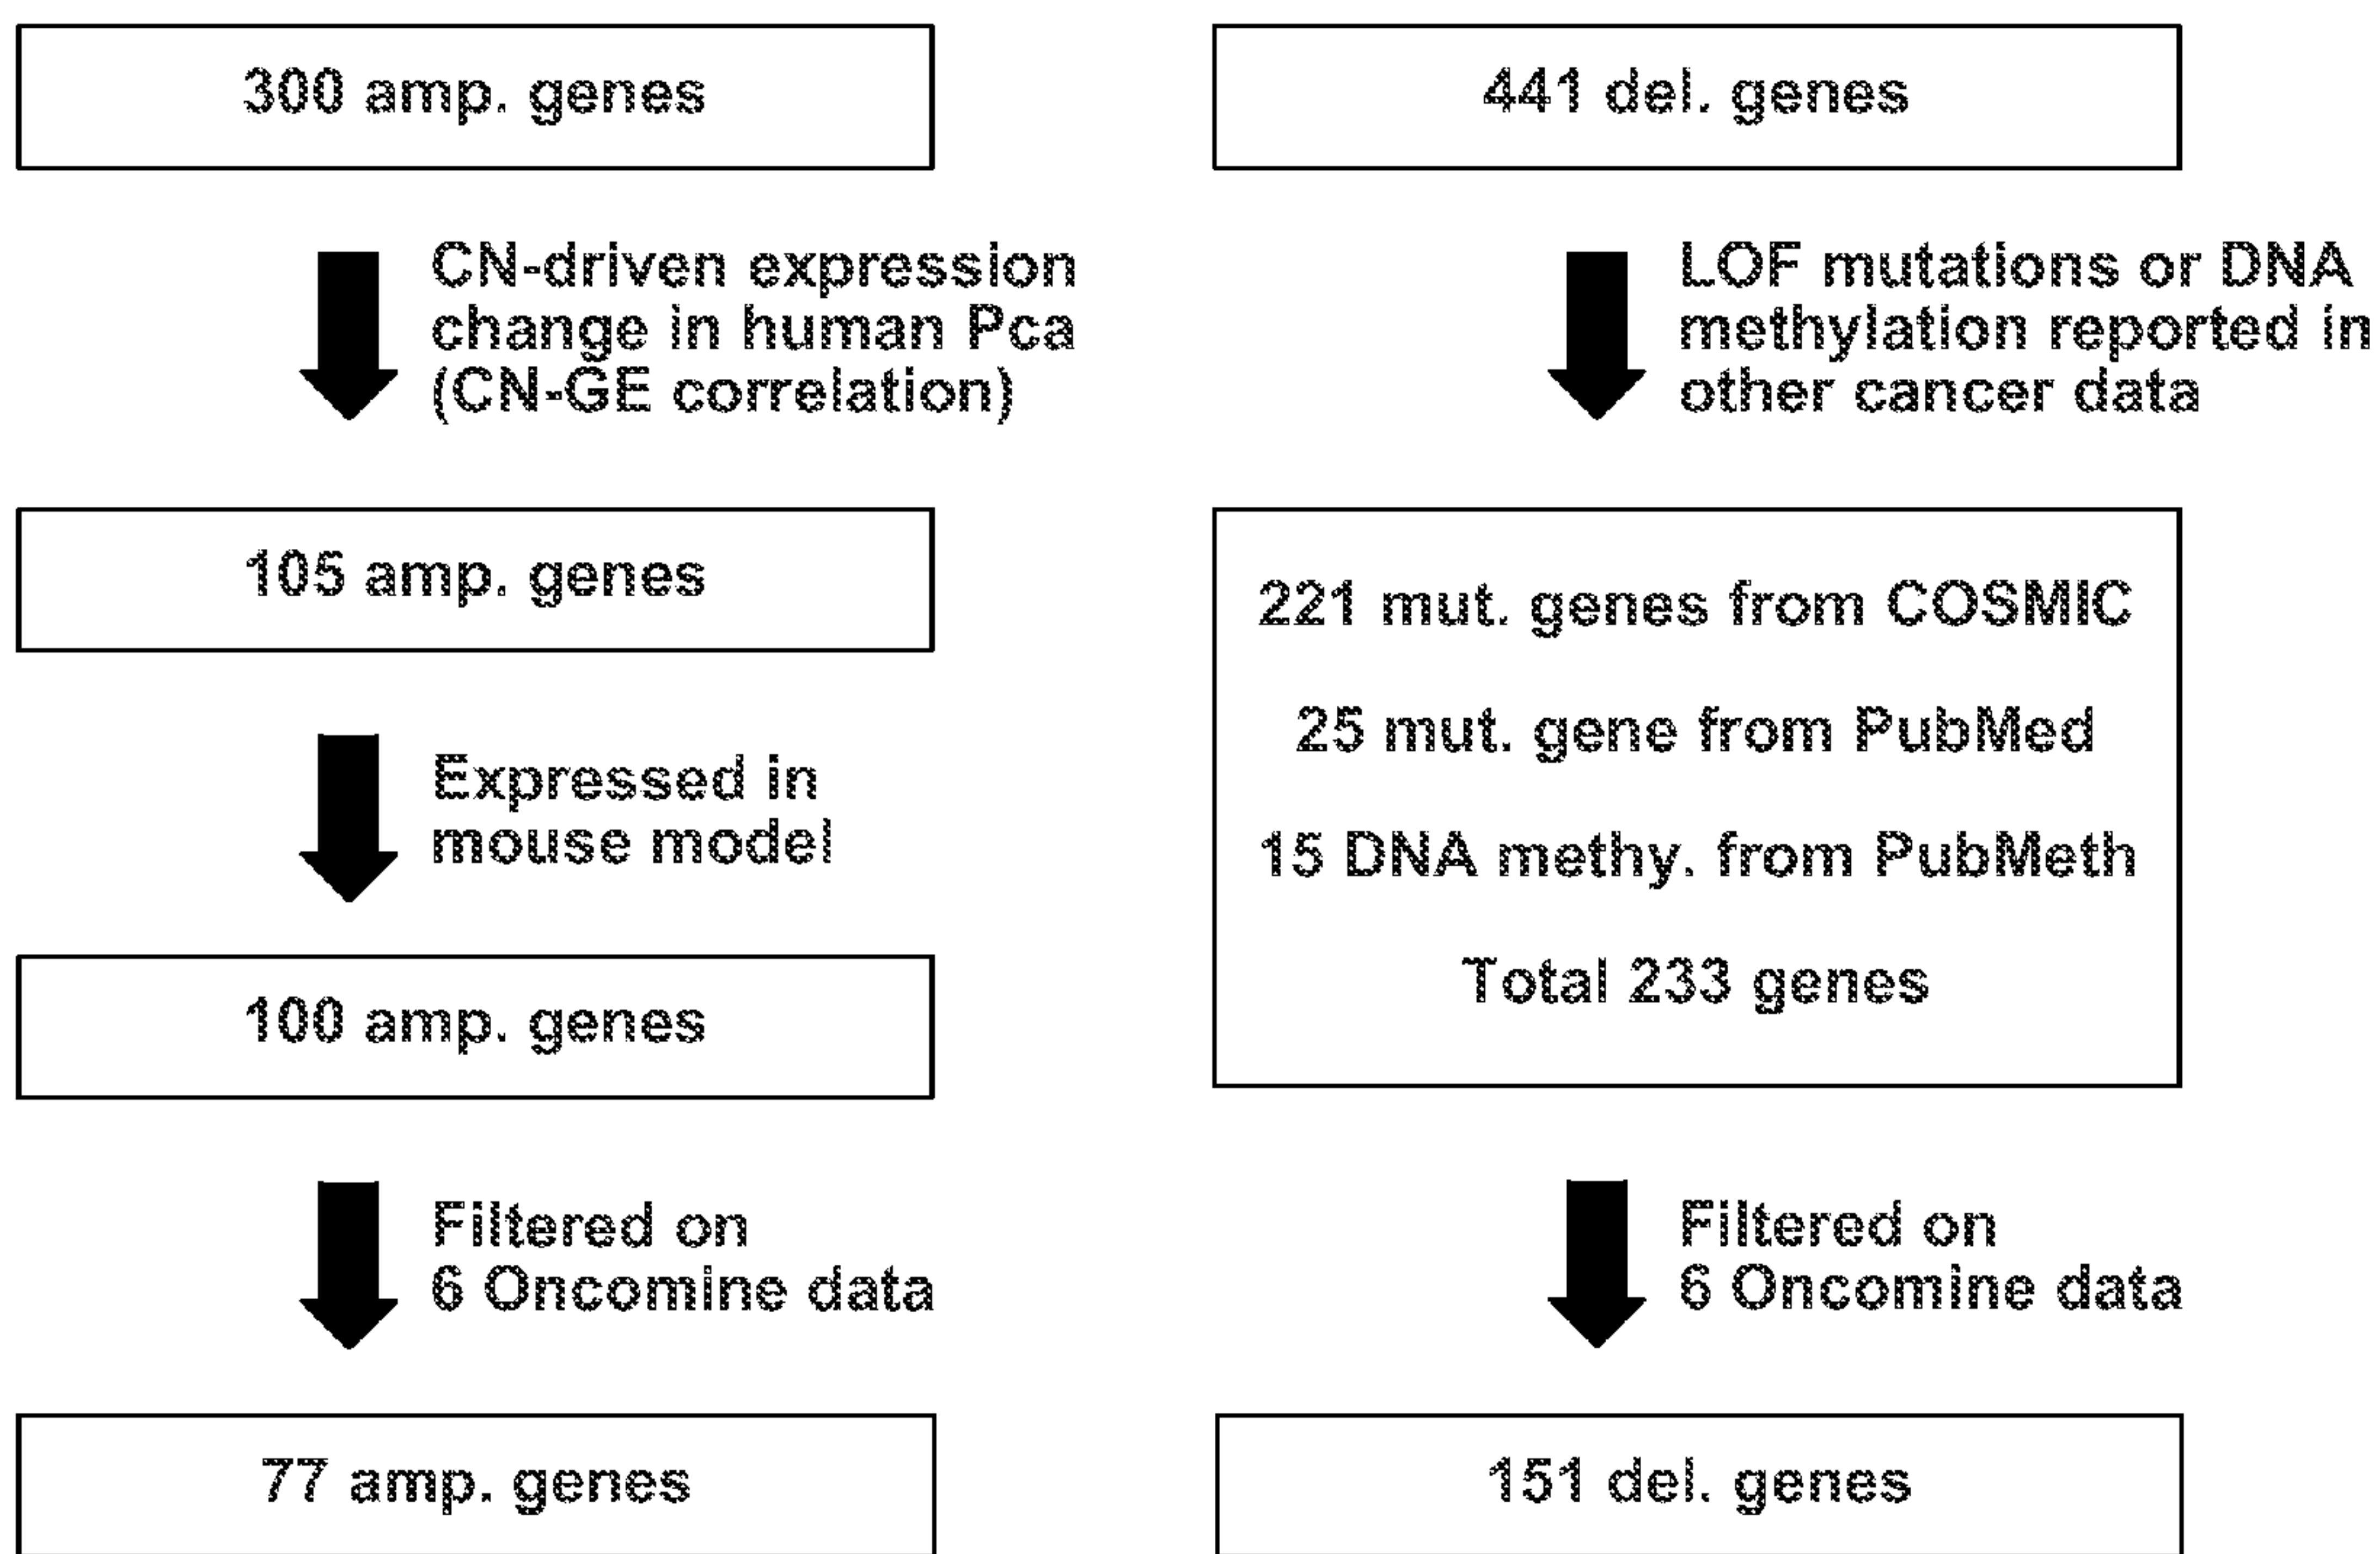 300 amp. genes
CN-driven expression
change in human Pca
(CN-GE correlation)
105 amp. genes
Expressed in
mouse model
100 amp. genes
Filtered on
6 Oncomine data
77 amp. genes
441 del. genes
LOF mutations or DNA
methylation reported in
other cancer data
221 mut. genes from COSMIC
25 mut. gene from PubMed
15 DNA methy. from PubMeth
Total 233 genes
Filtered on
6 Oncomine data
151 del. genes